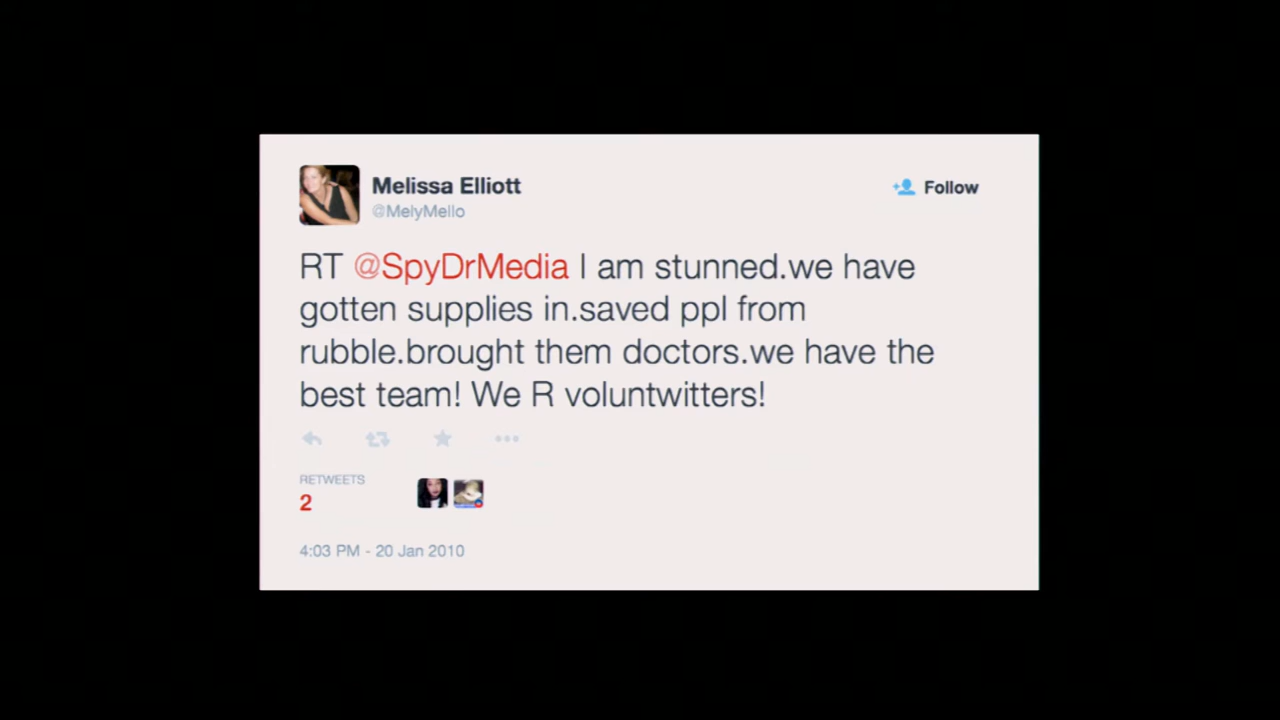 Melissa Elliott
@MelyMello
Follow
RT @SpyDrMedia I am stunned.we have
gotten supplies in.saved ppl from
rubble.brought them doctors.we have the
best team! We R voluntwitters!
RETWEETS
2
4:03 PM - 20 Jan 2010